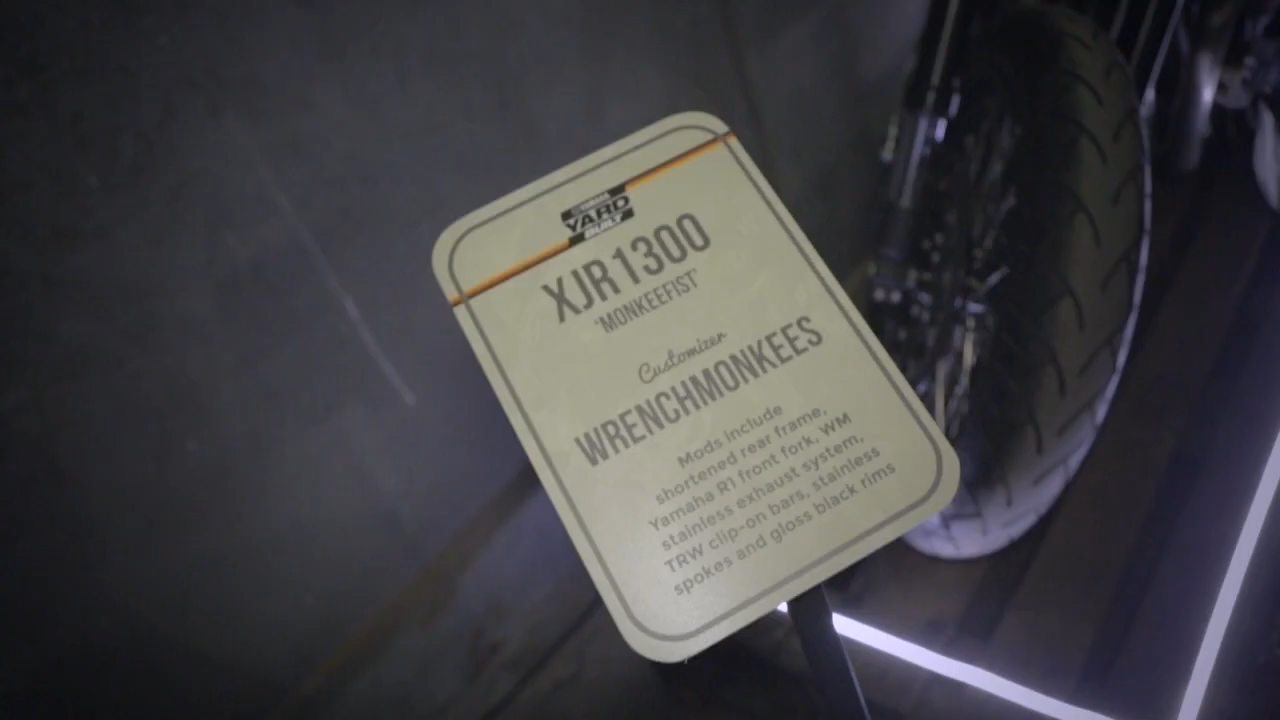 YAMAHA
YARD
BUILT
XJR1300
'MONKEEFIST'
Customizer
WRENCHMONKEES
Mods include
shortened rear frame,
Yamaha R1 front fork, WM
stainless exhaust system,
TRW clip-on bars, stainless
spokes and gloss black rims